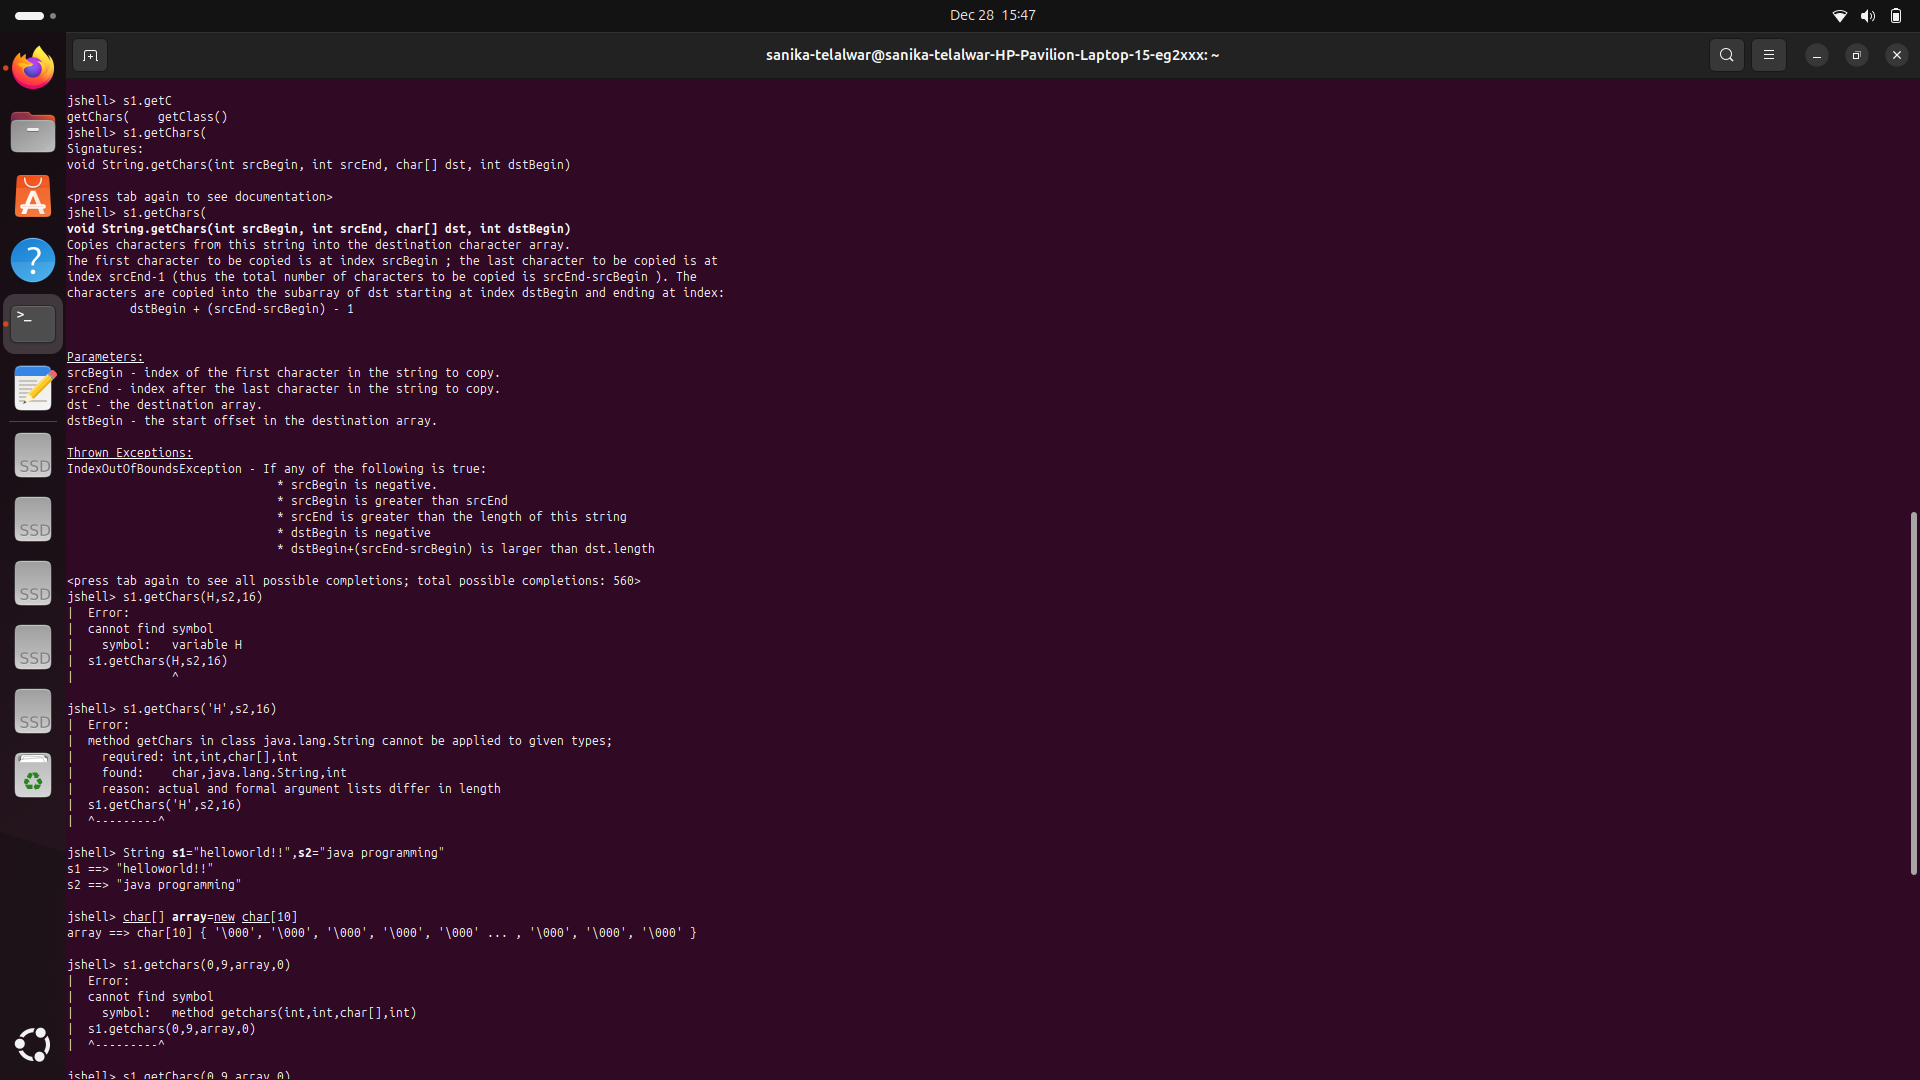 Dec 28 15:47
sanika-telalwar@sanika-telalwar-HP-Pavilion-Laptop-15-eg2xxx: ~
jshell> s1.getC
getChars(    getClass()
jshell> s1.getChars(
Signatures:
void String.getChars(int srcBegin, int srcEnd, char[] dst, int dstBegin)
<press tab again to see documentation>
jshell> s1.getChars(
void String.getChars(int srcBegin, int srcEnd, char[] dst, int dstBegin)
Copies characters from this string into the destination character array.
The first character to be copied is at index srcBegin ; the last character to be copied is at
index srcEnd-1 (thus the total number of characters to be copied is srcEnd-srcBegin ). The
characters are copied into the subarray of dst starting at index dstBegin and ending at index:
dstBegin + (srcEnd-srcBegin) - 1
Parameters:
srcBegin - index of the first character in the string to copy.
srcEnd - index after the last character in the string to copy.
dst - the destination array.
dstBegin - the start offset in the destination array.
Thrown Exceptions:
IndexOutOfBoundsException - If any of the following is true:
* srcBegin is negative.
* srcBegin is greater than srcEnd
* srcEnd is greater than the length of this string
* dstBegin is negative
* dstBegin+(srcEnd-srcBegin) is larger than dst.length
<press tab again to see all possible completions; total possible completions: 560>
jshell> s1.getChars(H,s2,16)
|  Error:
|  cannot find symbol
|    symbol:   variable H
|  s1.getChars(H,s2,16)
|              ^
jshell> s1.getChars('H',s2,16)
|  Error:
|  method getChars in class java.lang.String cannot be applied to given types;
|    required: int,int,char[],int
|    found:    char,java.lang.String,int
|    reason: actual and formal argument lists differ in length
|  s1.getChars('H',s2,16)
|  ^---------^
jshell> String s1="helloworld!!",s2="java programming"
s1 ==> "helloworld!!"
s2 ==> "java programming"
jshell> char[] array=new char[10]
array ==> char[10] { '\000', '\000', '\000', '\000', '\000' ... , '\000', '\000', '\000' }
jshell> s1.getchars(0,9,array,0)
|  Error:
|  cannot find symbol
|    symbol:   method getchars(int,int,char[],int)
|  s1.getchars(0,9,array,0)
|  ^---------^
jshell> s1.getChars(0,9,array,0)
SSD
SSD
SSD
SSD
SSD